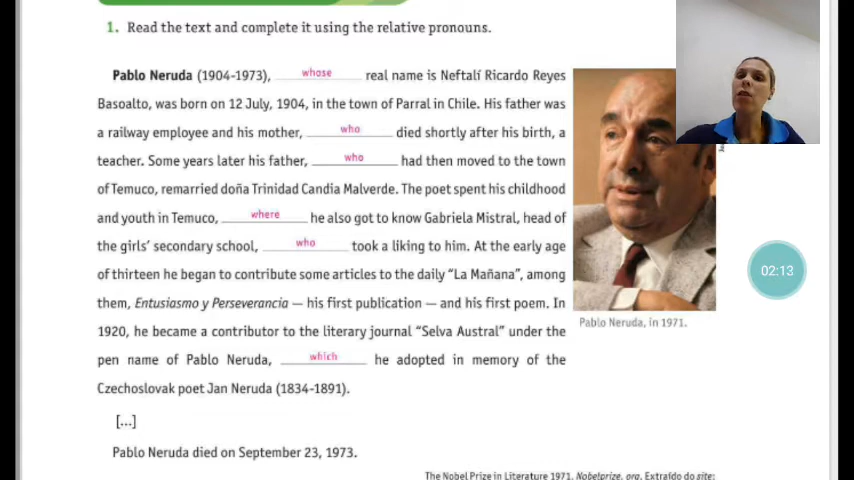 1. Read the text and complete it using the relative pronouns.
Pablo Neruda (1904-1973), whose real name is Neftalí Ricardo Reyes
Basoalto, was born on 12 July, 1904, in the town of Parral in Chile. His father was
a railway employee and his mother, who died shortly after his birth, a
teacher. Some years later his father, who had then moved to the town
of Temuco, remarried doña Trinidad Candia Malverde. The poet spent his childhood
and youth in Temuco, where he also got to know Gabriela Mistral, head of
the girls' secondary school, who took a liking to him. At the early age
of thirteen he began to contribute some articles to the daily “La Mañana”, among
them, Entusiasmo y Perseverancia — his first publication — and his first poem. In
1920, he became a contributor to the literary journal “Selva Austral” under the
pen name of Pablo Neruda, which he adopted in memory of the
Czechoslovak poet Jan Neruda (1834-1891).
[...]
Pablo Neruda died on September 23, 1973.
The Nobel Prize in Literature 1971. Nobelprize. org. Extraído do site:
Pablo Neruda, in 1971.
02:13